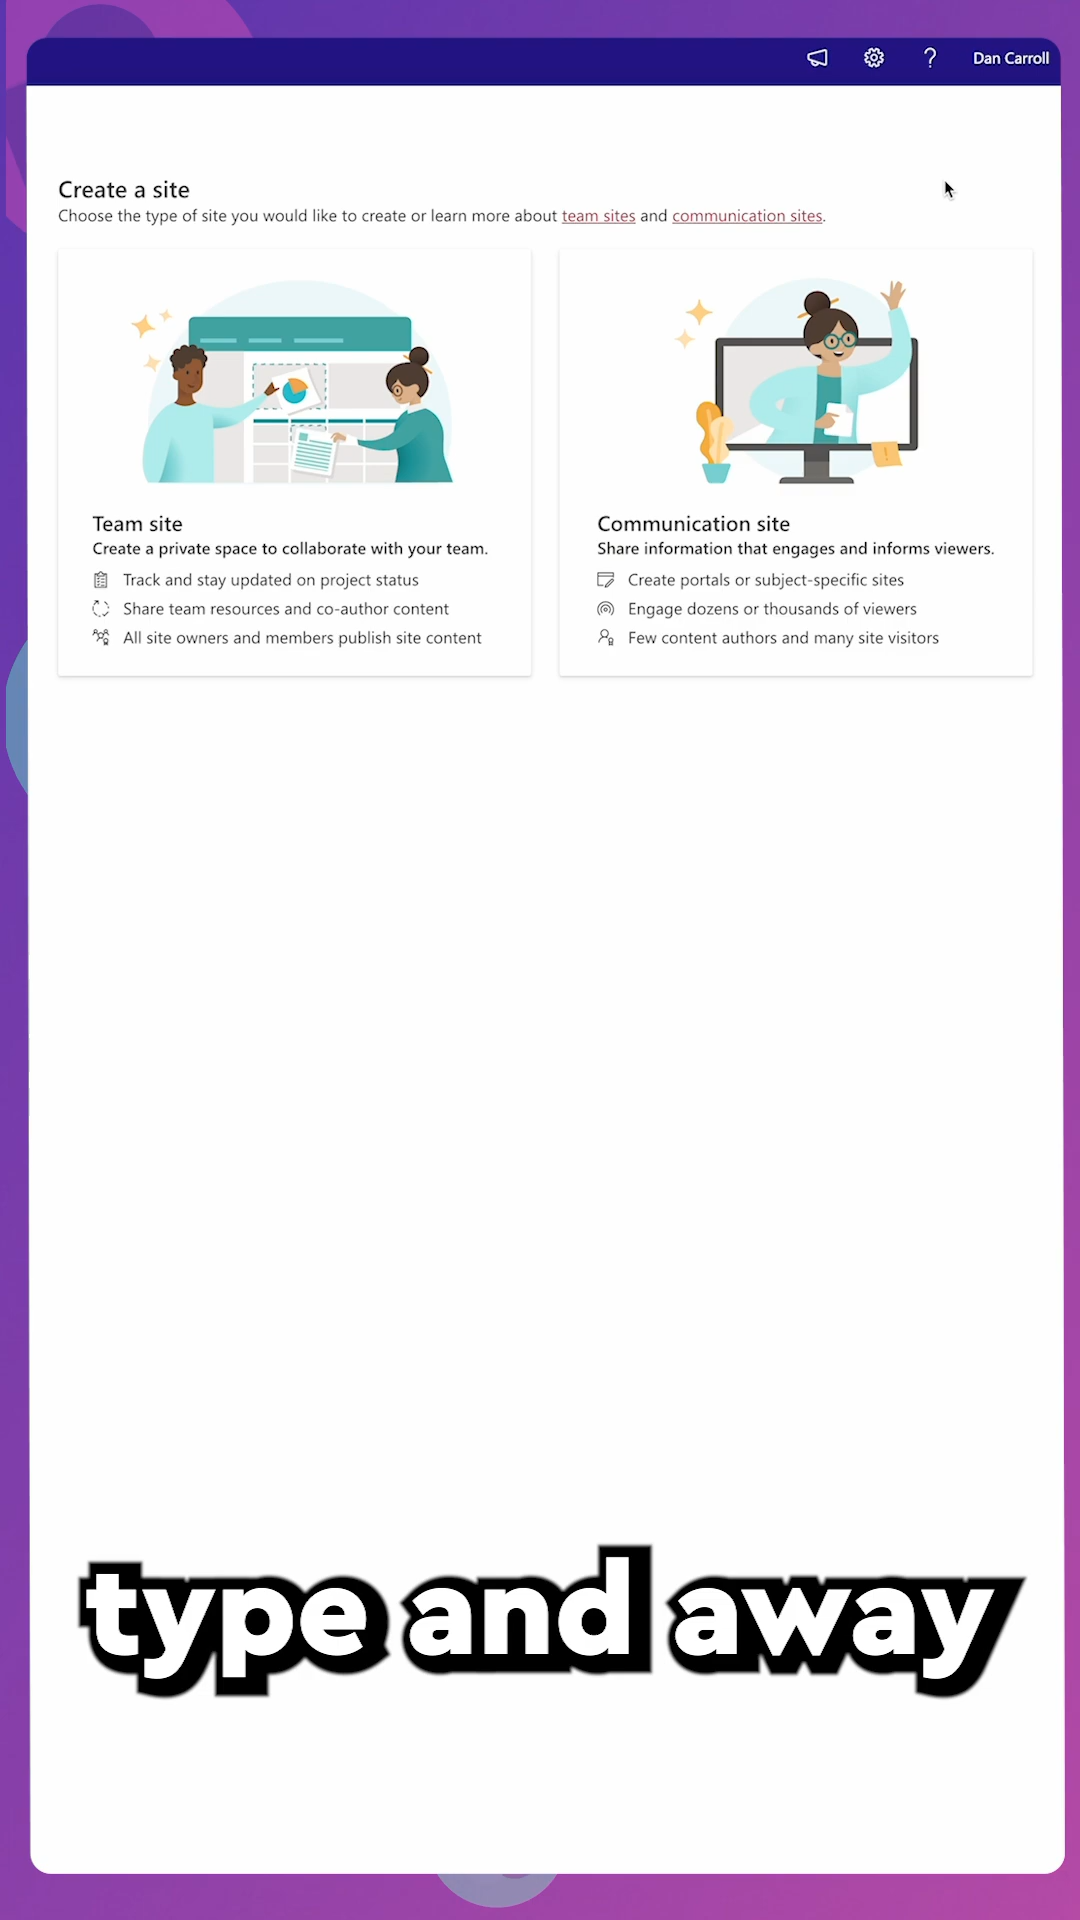 Dan Carroll
Create a site
Choose the type of site you would like to create or learn more about team sites and communication sites.
Team site
Create a private space to collaborate with your team.
Track and stay updated on project status
Share team resources and co-author content
All site owners and members publish site content
Communication site
Share information that engages and informs viewers.
Create portals or subject-specific sites
Engage dozens or thousands of viewers
Few content authors and many site visitors
type and away